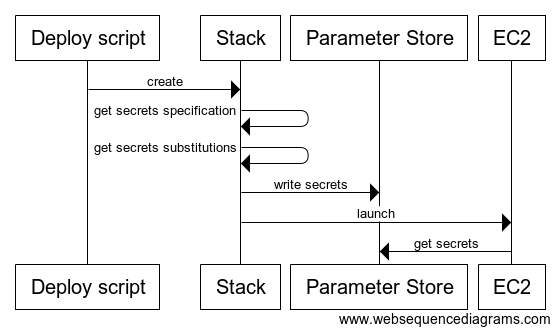 Deploy script Stack Parameter Store EC2
create
get secrets specification
get secrets substitutions
write secrets
launch
get secrets
Deploy script Stack Parameter Store EC2
www.websequencediagrams.com